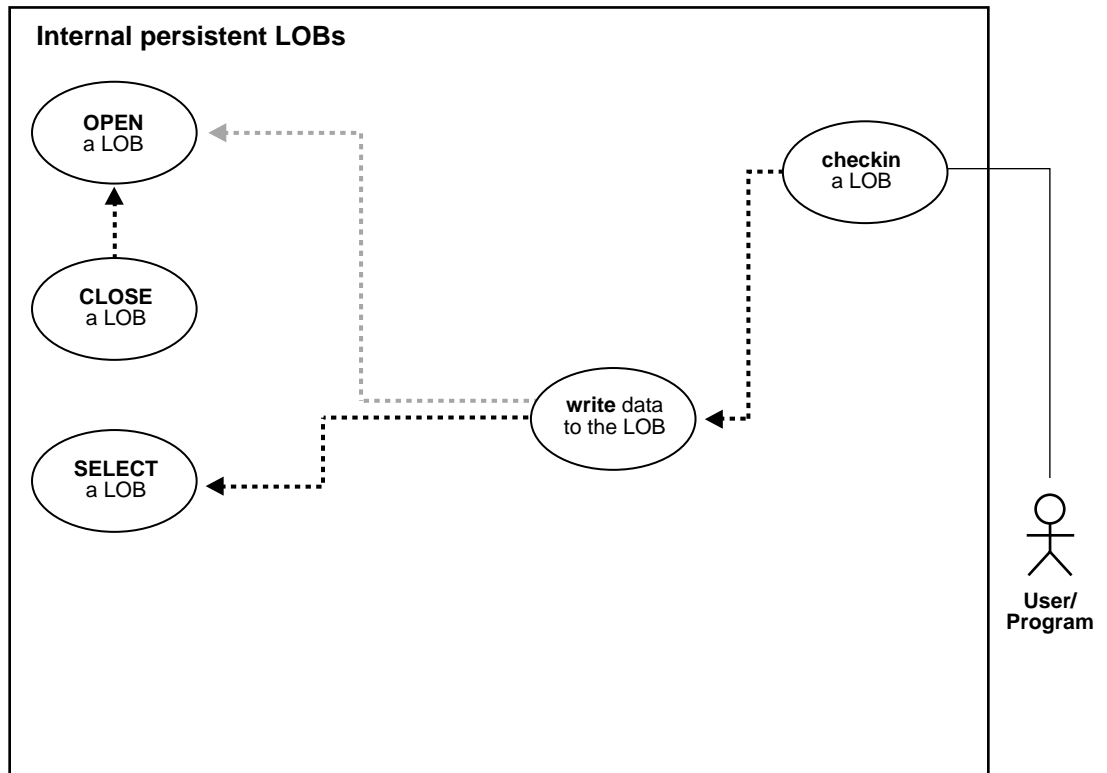 Internal persistent LOBs
OPEN
a LOB
checkin
a LOB
CLOSE
a LOB
write data
to the LOB
SELECT
a LOB
User/
Program